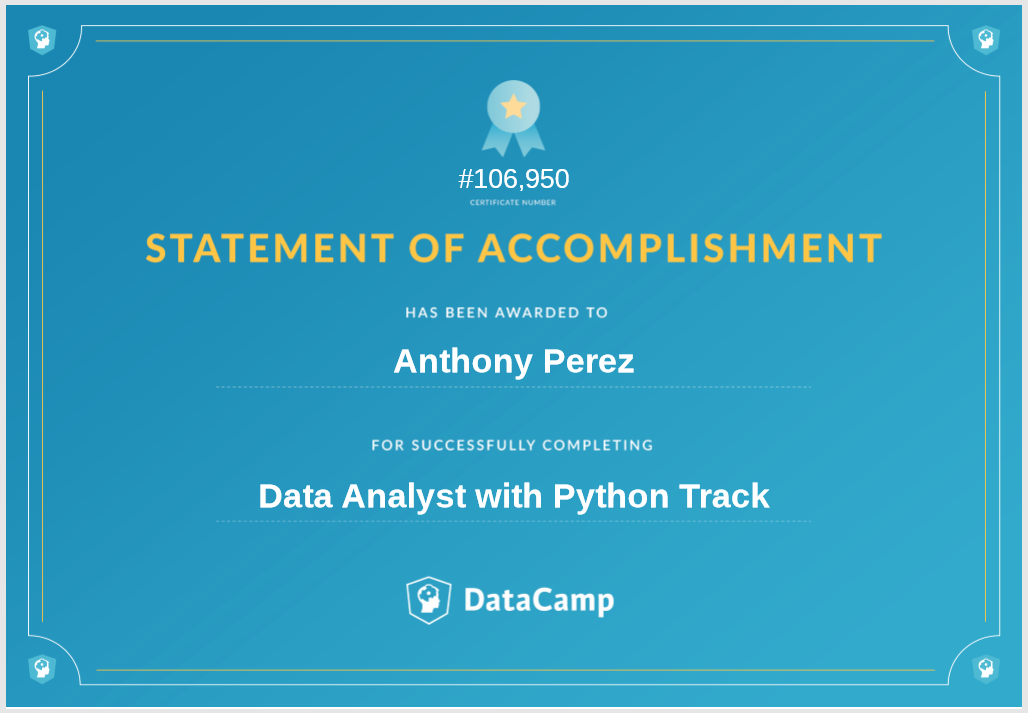 #106,950
CERTIFICATE NUMBER
STATEMENT OF ACCOMPLISHMENT
HAS BEEN AWARDED TO
Anthony Perez
FOR SUCCESSFULLY COMPLETING
Data Analyst with Python Track
DataCamp